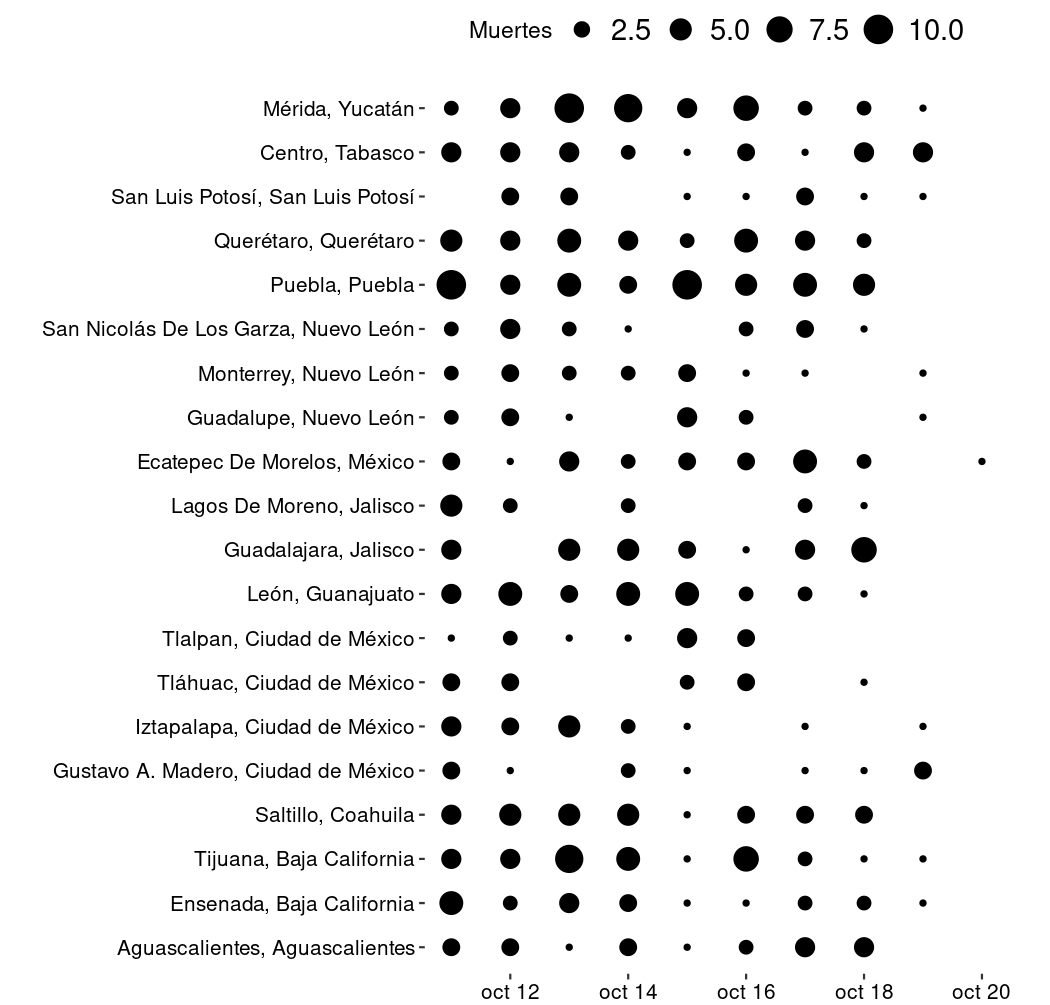 Muertes 2.5 5.0 7.5 10.0
Mérida, Yucatán
Centro, Tabasco
San Luis Potosí, San Luis Potosí
Querétaro, Querétaro
Puebla, Puebla
San Nicolás De Los Garza, Nuevo León
Monterrey, Nuevo León
Guadalupe, Nuevo León
Ecatepec De Morelos, México
Lagos De Moreno, Jalisco
Guadalajara, Jalisco
León, Guanajuato
Tlalpan, Ciudad de México
Tláhuac, Ciudad de México
Iztapalapa, Ciudad de México
Gustavo A. Madero, Ciudad de México
Saltillo, Coahuila
Tijuana, Baja California
Ensenada, Baja California
Aguascalientes, Aguascalientes
oct 12 oct 14 oct 16 oct 18 oct 20